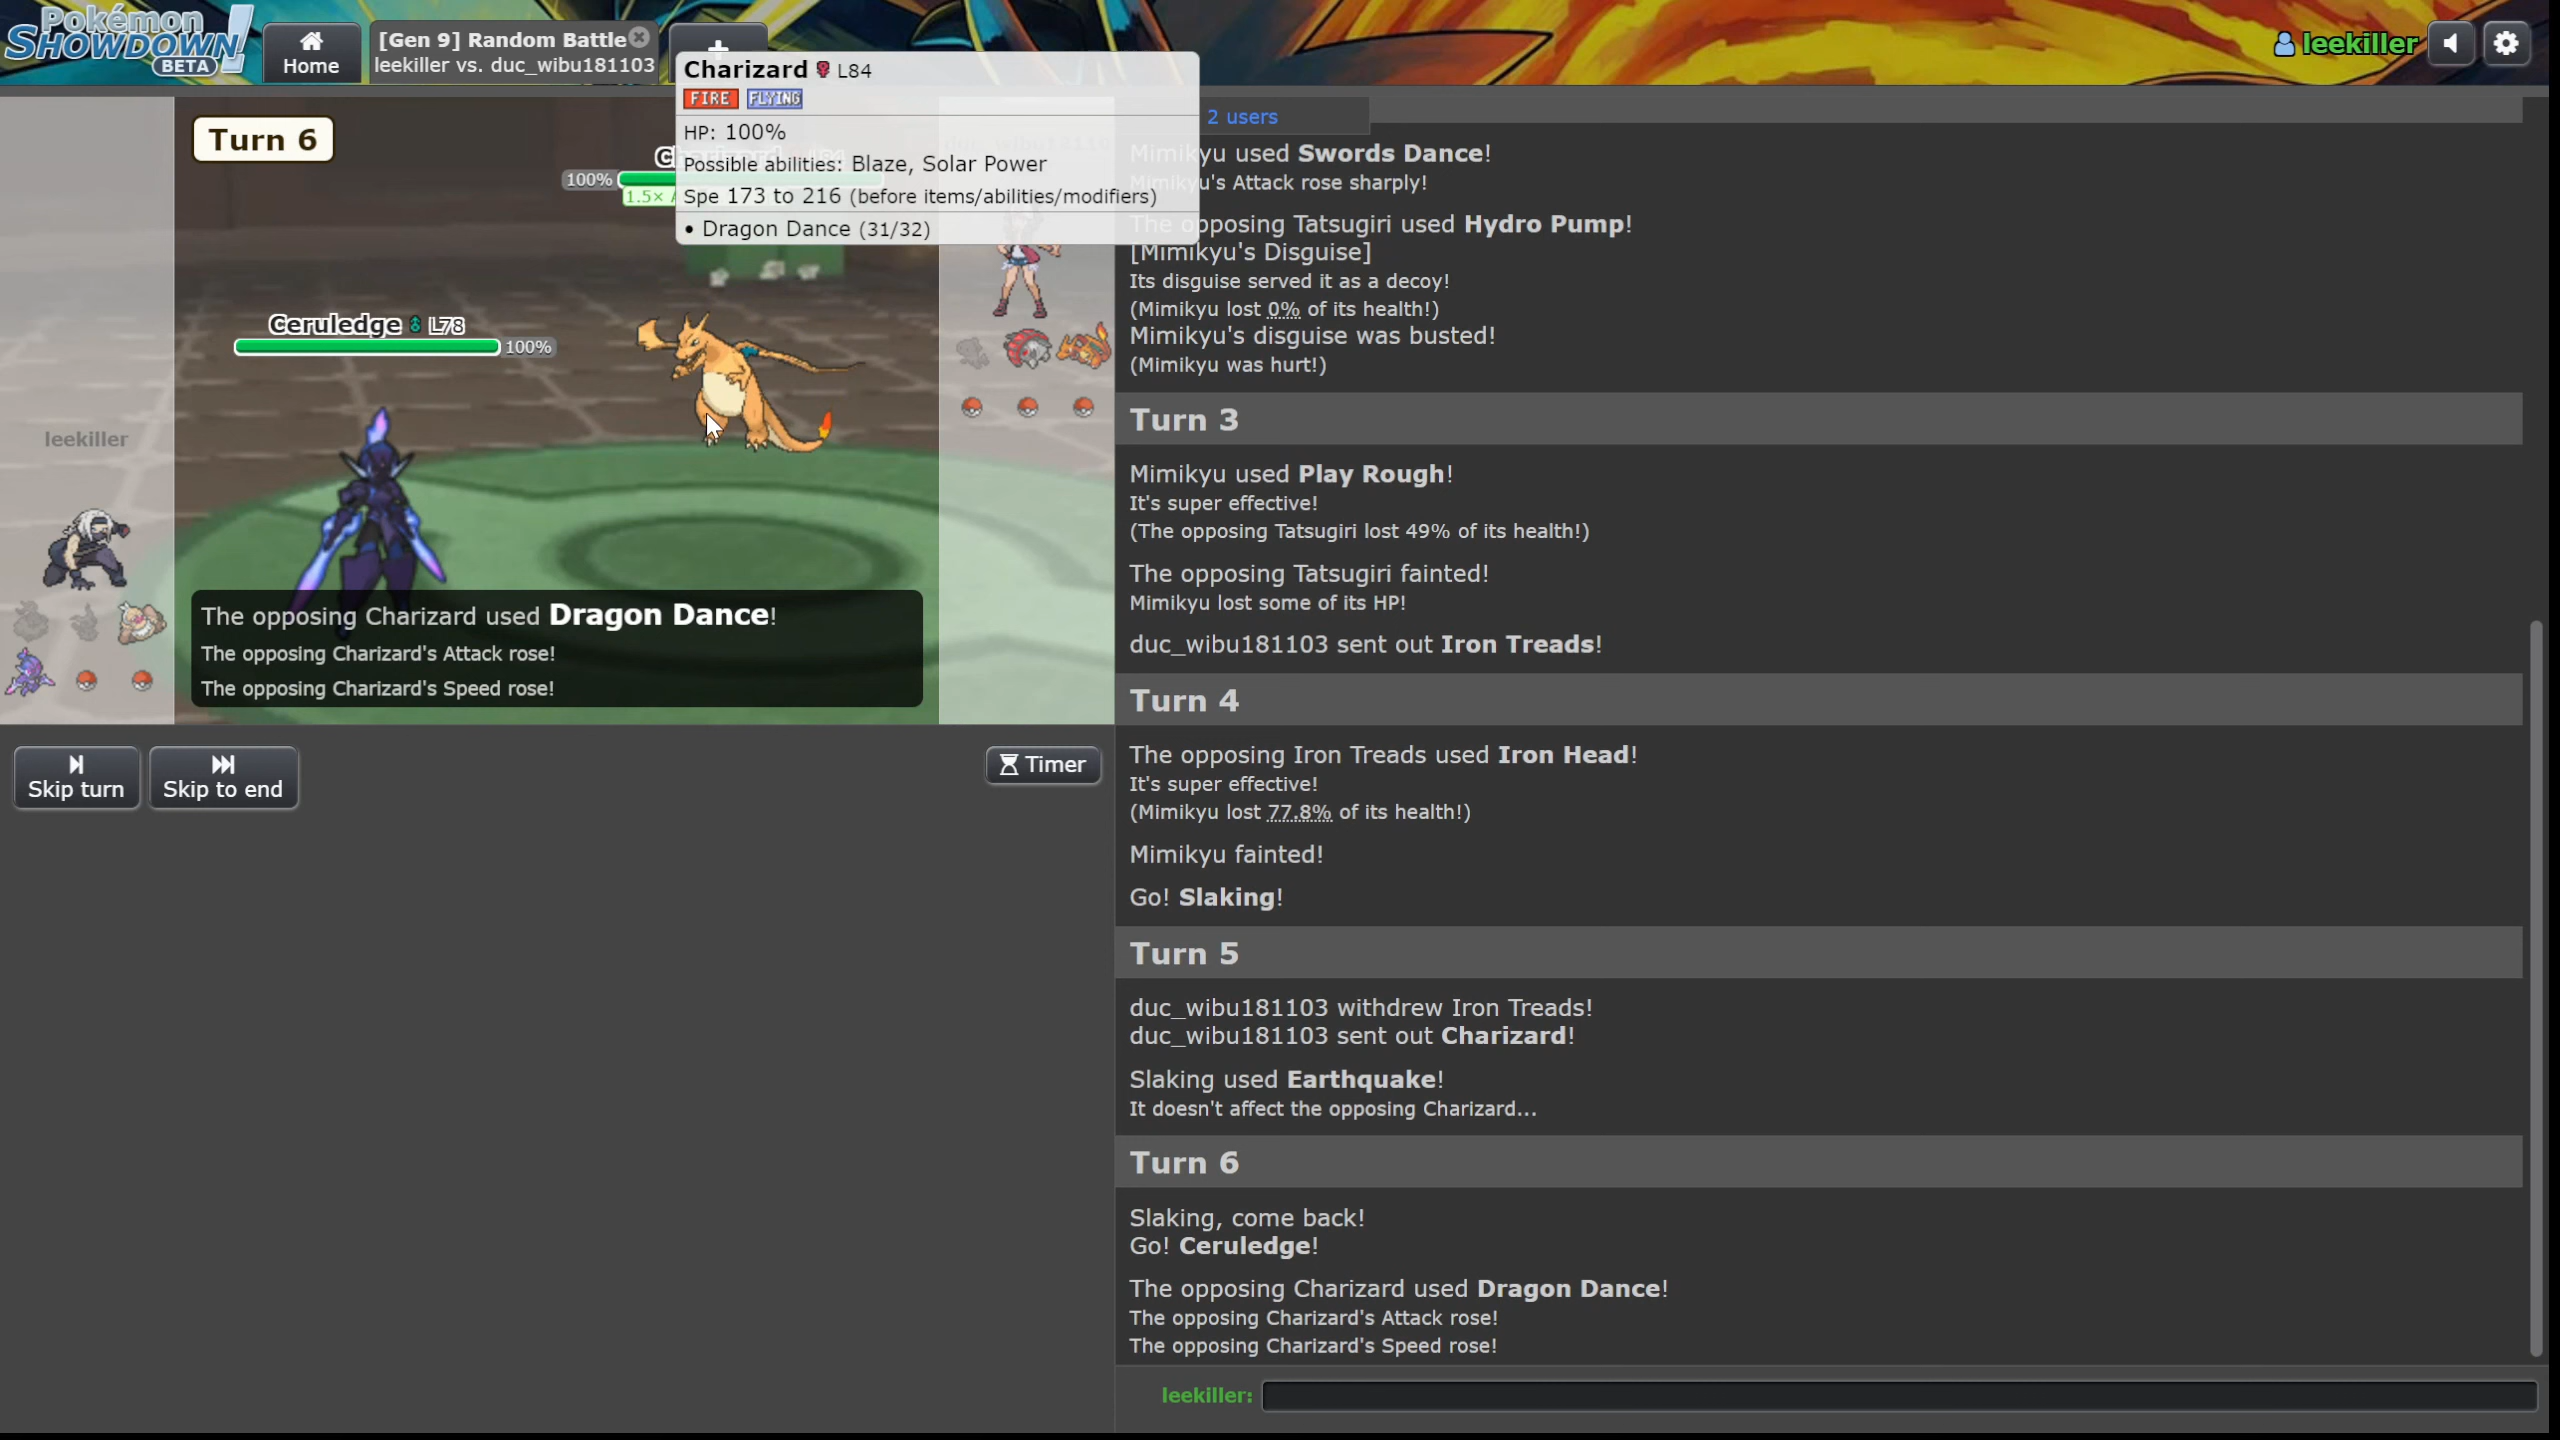 Pokémon
SHOWDOWN!
BETA
Home
[Gen 9] Random Battle
leekiller vs. duc_wibu181103
leekiller
Turn 6
Charizard L84
FIRE FLYING
HP: 100%
Possible abilities: Blaze, Solar Power
Spe 173 to 216 (before items/abilities/modifiers)
• Dragon Dance (31/32)
100%
1.5×
Ceruledge L78
100%
leekiller
The opposing Charizard used Dragon Dance!
The opposing Charizard's Attack rose!
The opposing Charizard's Speed rose!
Skip turn
Skip to end
Timer
2 users
Mimikyu used Swords Dance!
Mimikyu's Attack rose sharply!
The opposing Tatsugiri used Hydro Pump!
[Mimikyu's Disguise]
Its disguise served it as a decoy!
(Mimikyu lost 0% of its health!)
Mimikyu's disguise was busted!
(Mimikyu was hurt!)
Turn 3
Mimikyu used Play Rough!
It's super effective!
(The opposing Tatsugiri lost 49% of its health!)
The opposing Tatsugiri fainted!
Mimikyu lost some of its HP!
duc_wibu181103 sent out Iron Treads!
Turn 4
The opposing Iron Treads used Iron Head!
It's super effective!
(Mimikyu lost 77.8% of its health!)
Mimikyu fainted!
Go! Slaking!
Turn 5
duc_wibu181103 withdrew Iron Treads!
duc_wibu181103 sent out Charizard!
Slaking used Earthquake!
It doesn't affect the opposing Charizard...
Turn 6
Slaking, come back!
Go! Ceruledge!
The opposing Charizard used Dragon Dance!
The opposing Charizard's Attack rose!
The opposing Charizard's Speed rose!
leekiller: